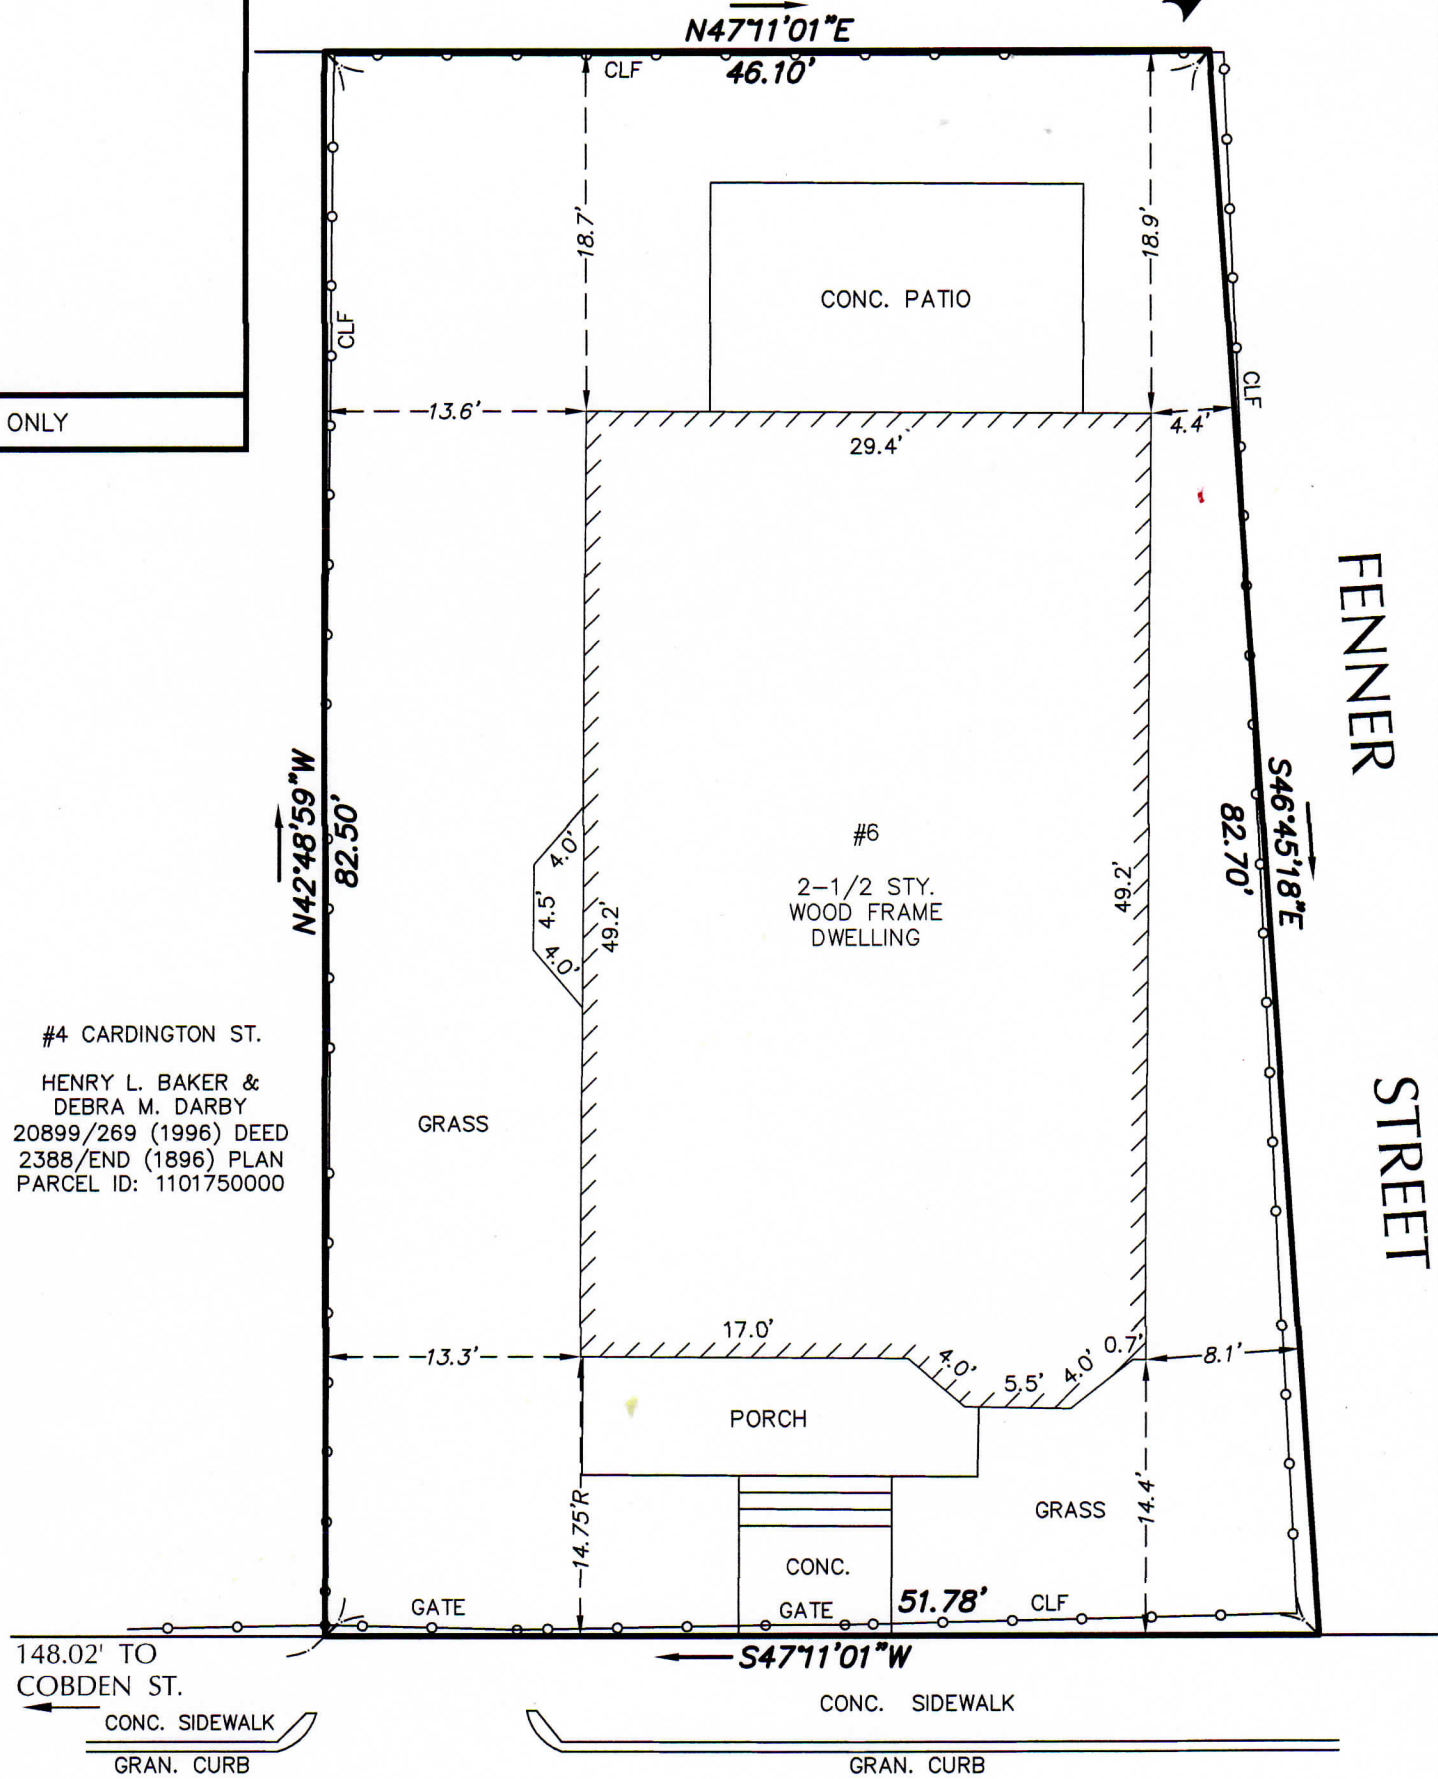 N47°11'01"E
CLF
46.10'
18.7'
18.9'
CONC. PATIO
CLF
CLF
ONLY
13.6'
4.4'
29.4'
FENNER
STREET
N42°48'59"W
82.50'
S46°45'18"E
82.70'
4.0'
4.5'
4.0'
49.2'
49.2'
#6
2-1/2 STY.
WOOD FRAME
DWELLING
#4 CARDINGTON ST.
HENRY L. BAKER &
DEBRA M. DARBY
20899/269 (1996) DEED
2388/END (1896) PLAN
PARCEL ID: 1101750000
GRASS
17.0'
0.7'
13.3'
4.0'
5.5'
4.0'
8.1'
PORCH
14.75'R
14.4'
GRASS
CONC.
GATE
GATE
51.78'
CLF
148.02' TO
COBDEN ST.
S47°11'01"W
CONC. SIDEWALK
CONC. SIDEWALK
GRAN. CURB
GRAN. CURB